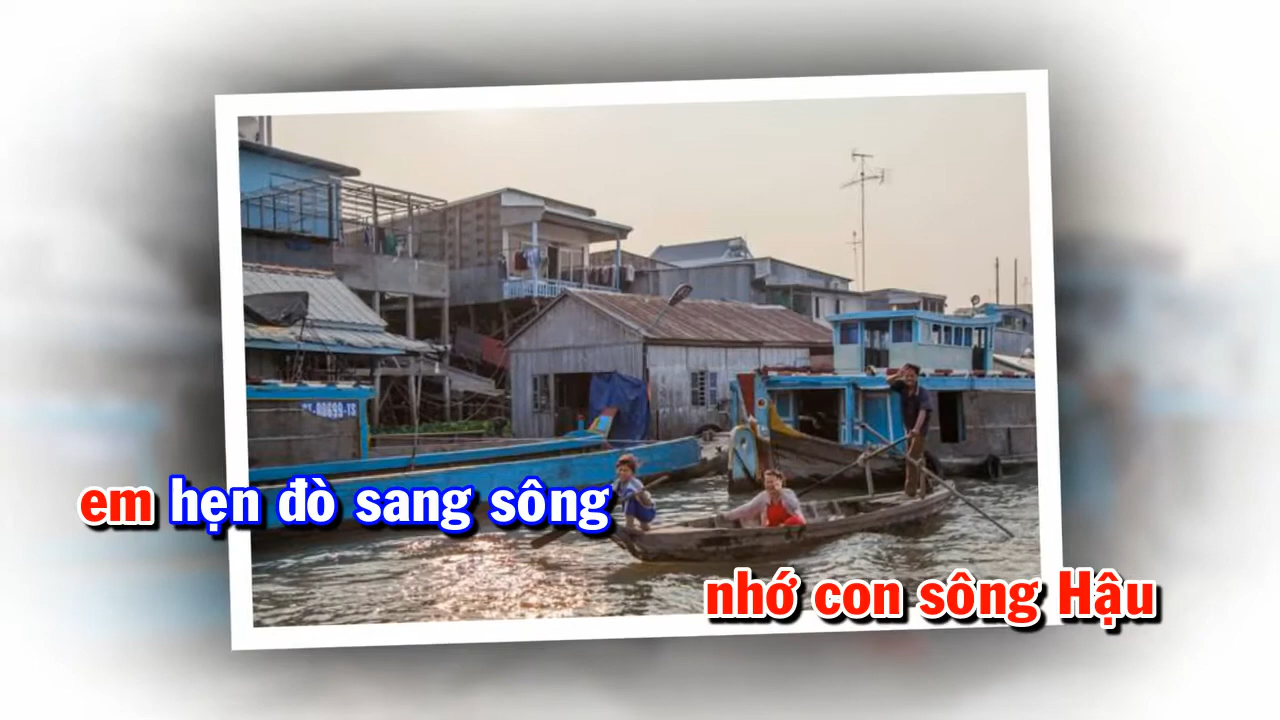 em hẹn đò sang sông
nhớ con sông Hậu